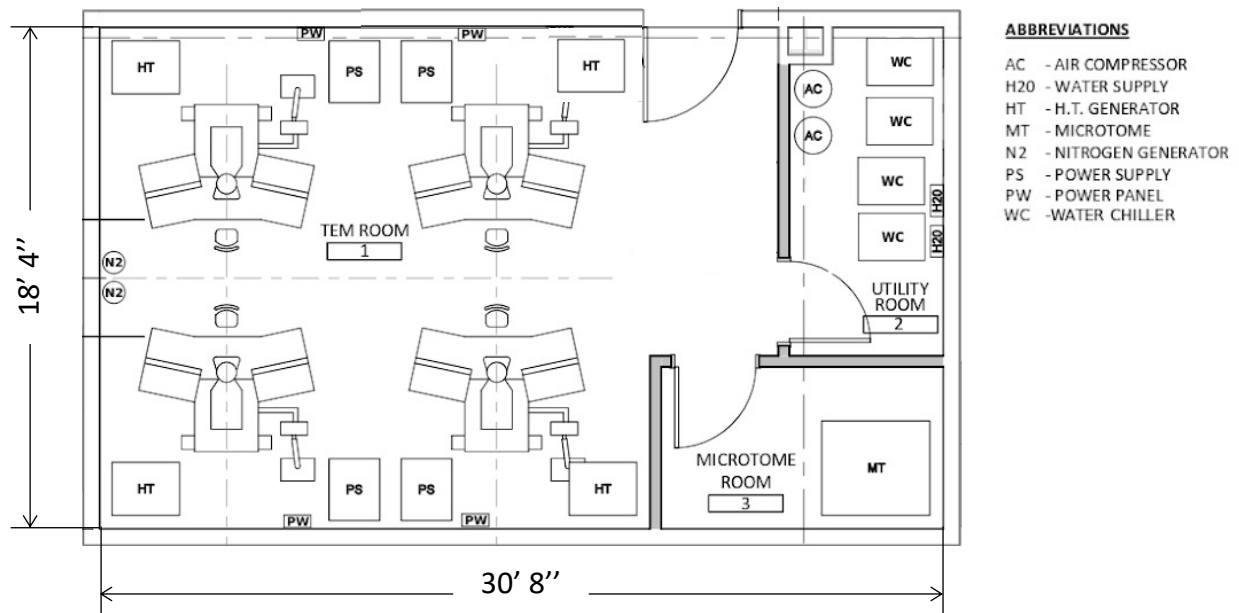 PW
PW
ABBREVIATIONS
AC - AIR COMPRESSOR
H20 - WATER SUPPLY
HT - H.T. GENERATOR
MT - MICROTOME
N2 - NITROGEN GENERATOR
PS - POWER SUPPLY
PW - POWER PANEL
WC -WATER CHILLER
HT
PS
PS
HT
WC
AC
WC
AC
WC
H20
WC
H20
TEM ROOM
1
N2
N2
18’ 4’’
UTILITY
ROOM
2
HT
PS
PS
HT
MICROTOME
ROOM
3
MT
PW
PW
30’ 8’’